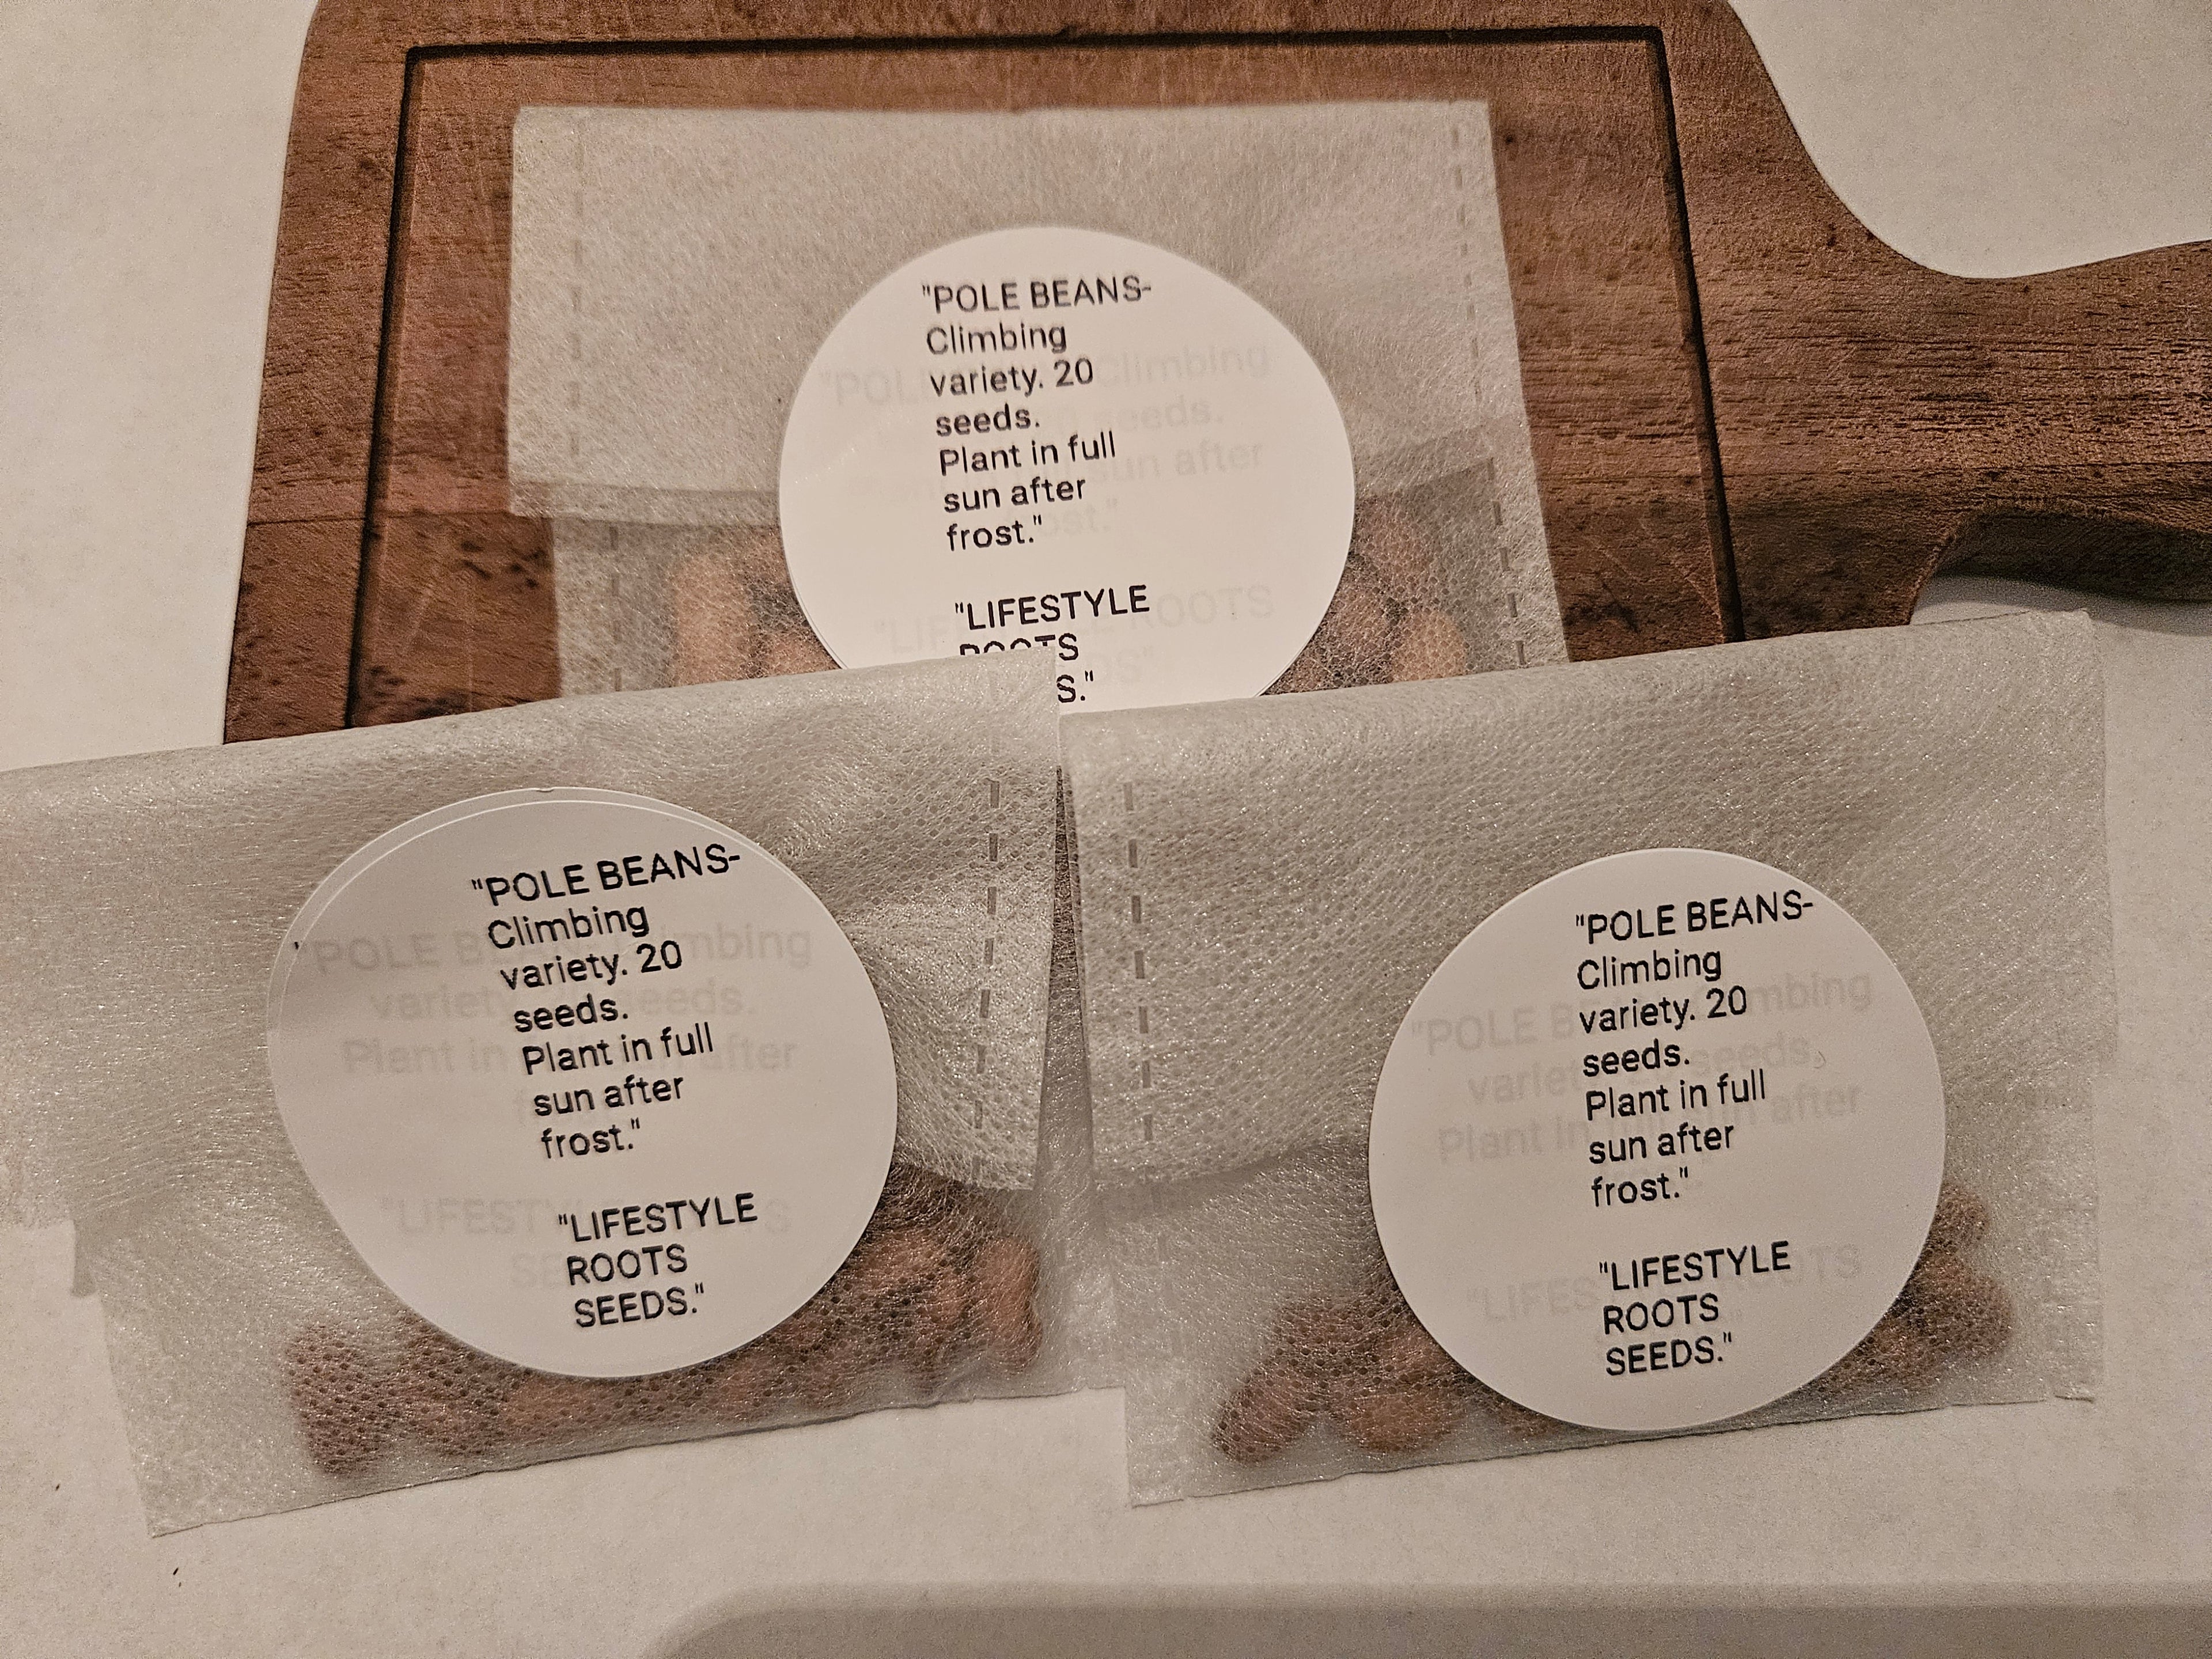 "POLE BEANS-
Climbing
variety. 20
seeds.
Plant in full
sun after
frost."
"LIFESTYLE
ROOTS
S."
"POLE BEANS-
Climbing
variety. 20
seeds.
Plant in full
sun after
frost."
"LIFESTYLE
ROOTS
SEEDS."
"POLE BEANS-
Climbing
variety. 20
seeds.
Plant in full
sun after
frost."
"LIFESTYLE
ROOTS
SEEDS."